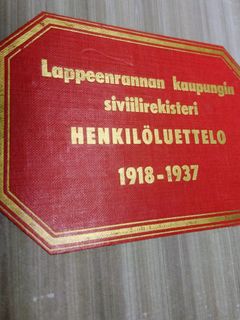 Lappeenrannan kaupungin
siviilirekisteri
HENKILÖLUETTELO
1918-1937